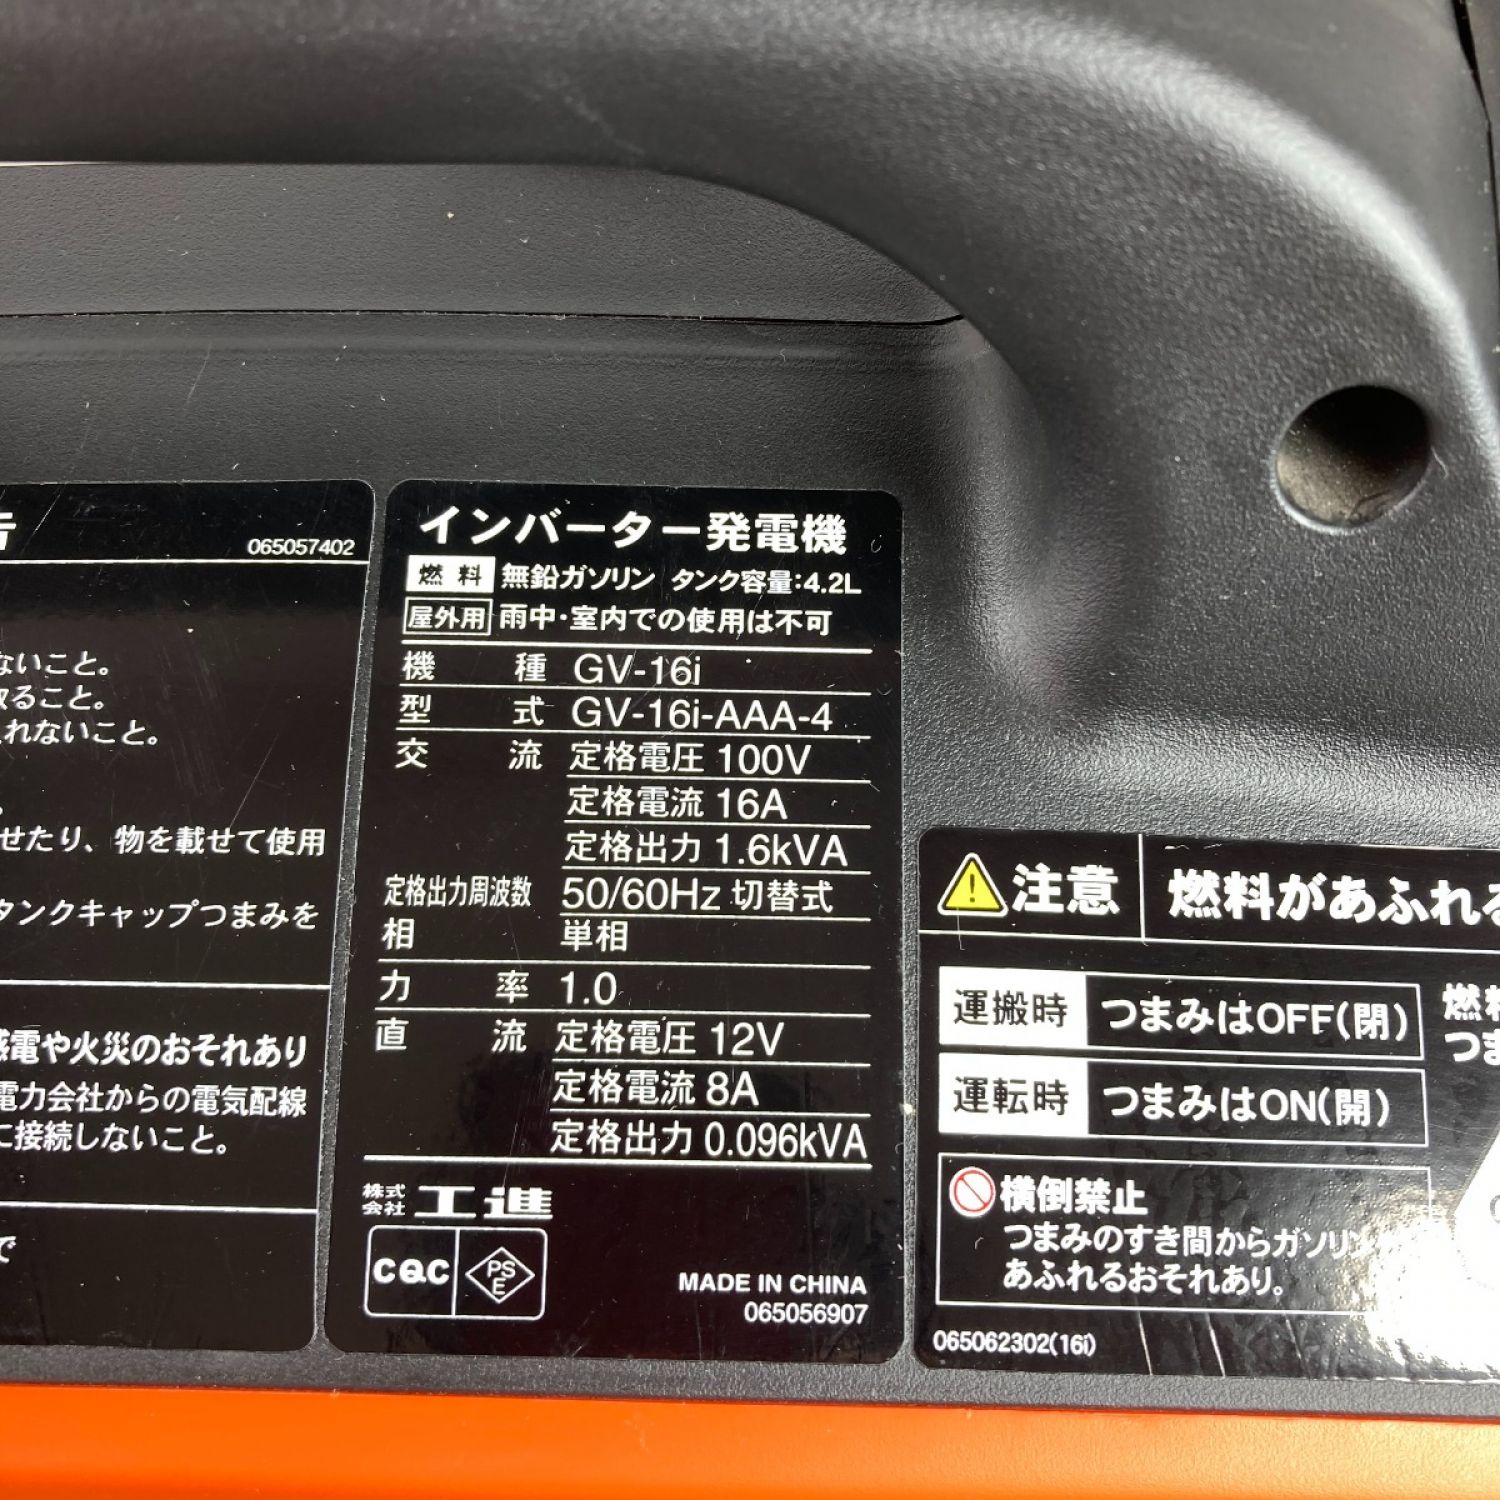 065057402
ないこと。
取ること。
れないこと。
せたり、物を載せて使用
タンクキャップつまみを
感電や火災のおそれあり
電力会社からの電気配線
に接続しないこと。
で
インバーター発電機
燃料 無鉛ガソリン タンク容量:4.2L
屋外用 雨中・室内での使用は不可
機種 GV-16i
型式 GV-16i-AAA-4
交流 定格電圧 100V
定格電流 16A
定格出力 1.6kVA
定格出力周波数 50/60Hz 切替式
相 単相
力率 1.0
直流 定格電圧 12V
定格電流 8A
定格出力 0.096kVA
株式会社 工進
CQC PSE
MADE IN CHINA
065056907
注意 燃料があふれる
運搬時 つまみはOFF(閉)
運転時 つまみはON(開)
燃料
つま
横倒禁止
つまみのすき間からガソリン
あふれるおそれあり。
065062302(16i)